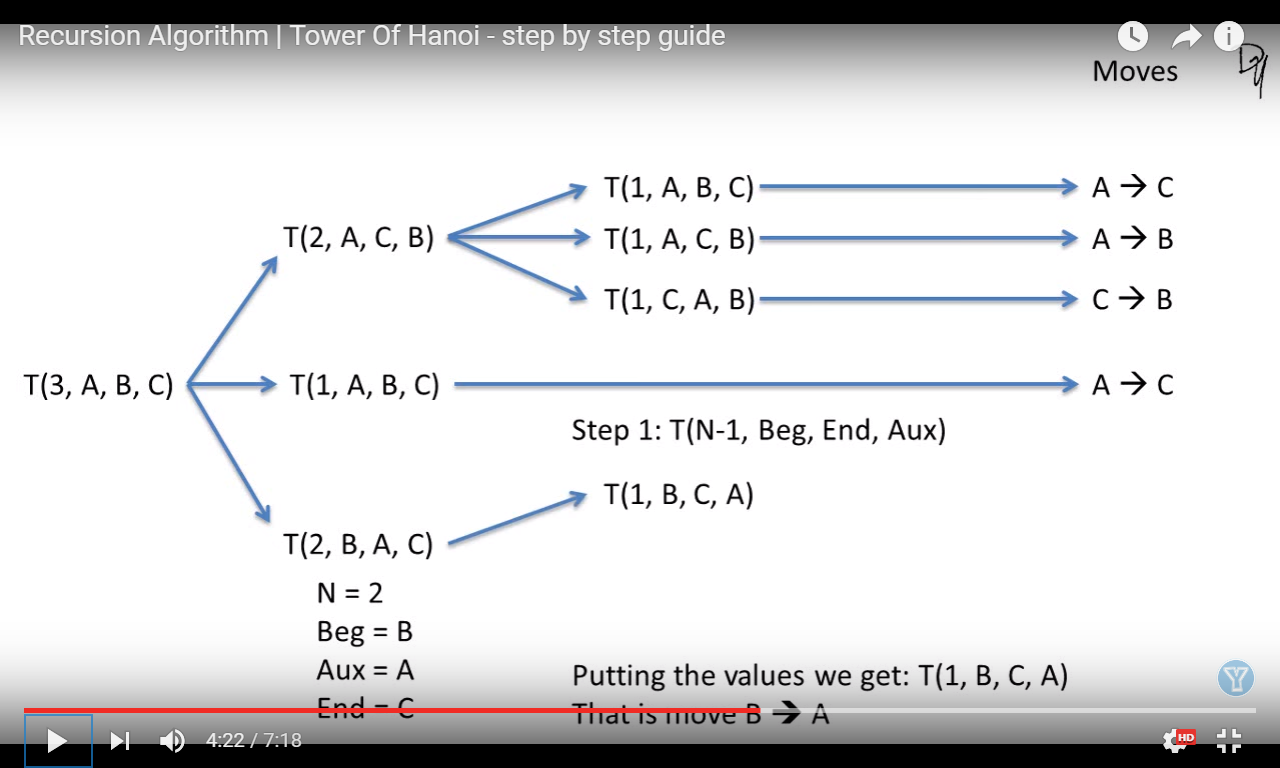 Recursion Algorithm | Tower Of Hanoi - step by step guide
Moves
T(1, A, B, C) A → C
T(2, A, C, B) T(1, A, C, B) A → B
T(1, C, A, B) C → B
T(3, A, B, C) T(1, A, B, C) A → C
Step 1: T(N-1, Beg, End, Aux)
T(1, B, C, A)
T(2, B, A, C)
N = 2
Beg = B
Aux = A
End = C
Putting the values we get: T(1, B, C, A)
That is move B → A
4:22 / 7:18
HD
Y